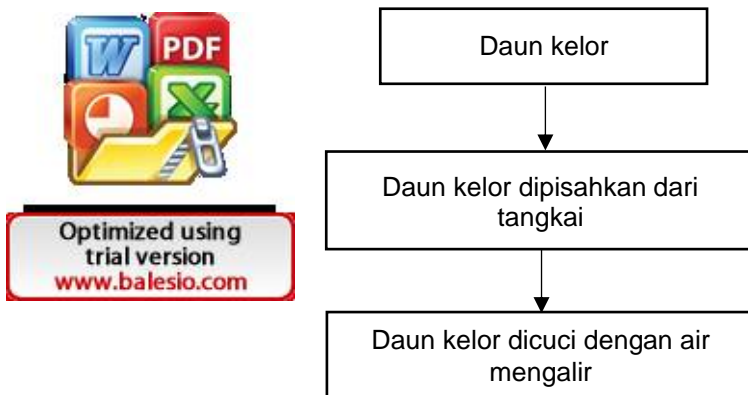 W
PDF
X
Optimized using
trial version
www.balesio.com
Daun kelor
Daun kelor dipisahkan dari
tangkai
Daun kelor dicuci dengan air
mengalir